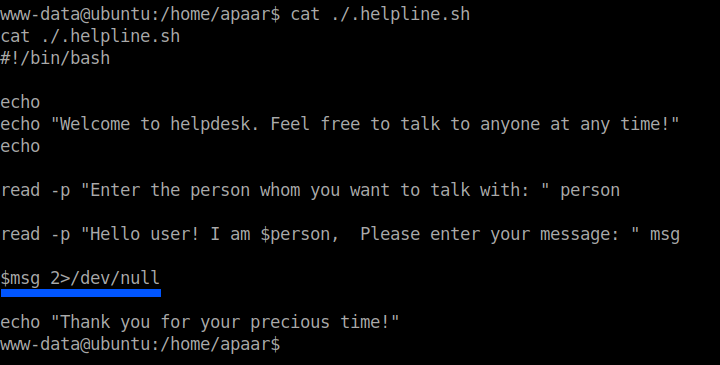 www-data@ubuntu:/home/apaar$ cat ./.helpline.sh
cat ./.helpline.sh
#!/bin/bash
echo
echo "Welcome to helpdesk. Feel free to talk to anyone at any time!"
echo
read -p "Enter the person whom you want to talk with: " person
read -p "Hello user! I am $person,  Please enter your message: " msg
$msg 2>/dev/null
echo "Thank you for your precious time!"
www-data@ubuntu:/home/apaar$